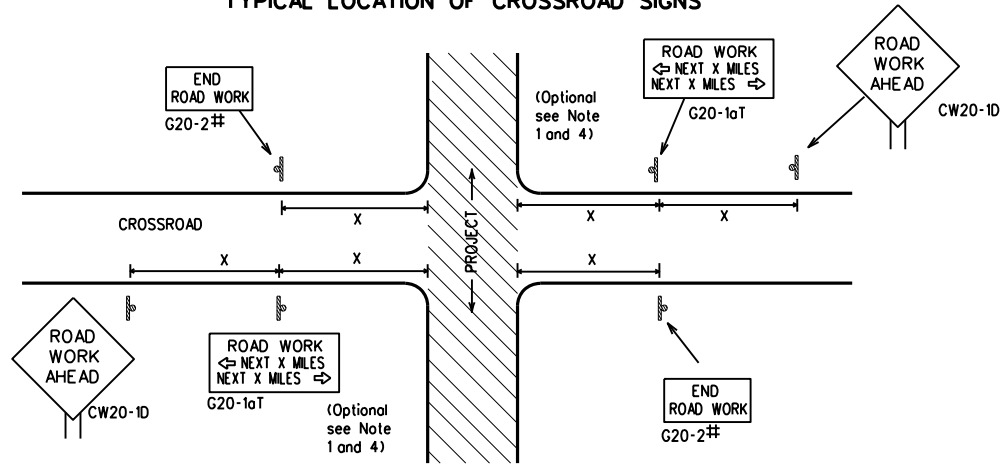 TYPICAL LOCATION OF CROSSROAD SIGNS
END
ROAD WORK
G20-2#
(Optional
see Note
1 and 4)
ROAD WORK
⇦ NEXT X MILES
NEXT X MILES ⇨
G20-1aT
ROAD
WORK
AHEAD
CW20-1D
X
X
X
CROSSROAD
PROJECT
X
X
X
ROAD
WORK
AHEAD
CW20-1D
ROAD WORK
⇦ NEXT X MILES
NEXT X MILES ⇨
G20-1aT
(Optional
see Note
1 and 4)
END
ROAD WORK
G20-2#